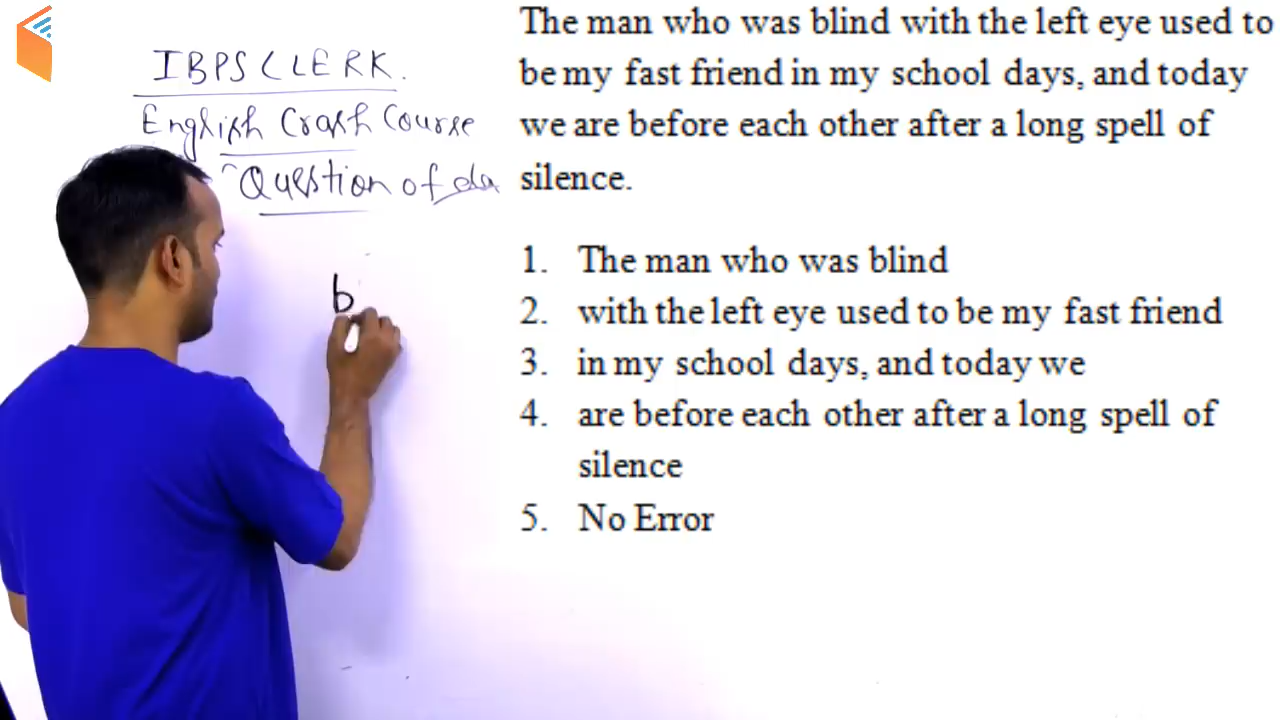 IBPS CLERK.
English Crash Course
Question of da
b
The man who was blind with the left eye used to
be my fast friend in my school days, and today
we are before each other after a long spell of
silence.
1. The man who was blind
2. with the left eye used to be my fast friend
3. in my school days, and today we
4. are before each other after a long spell of
silence
5. No Error